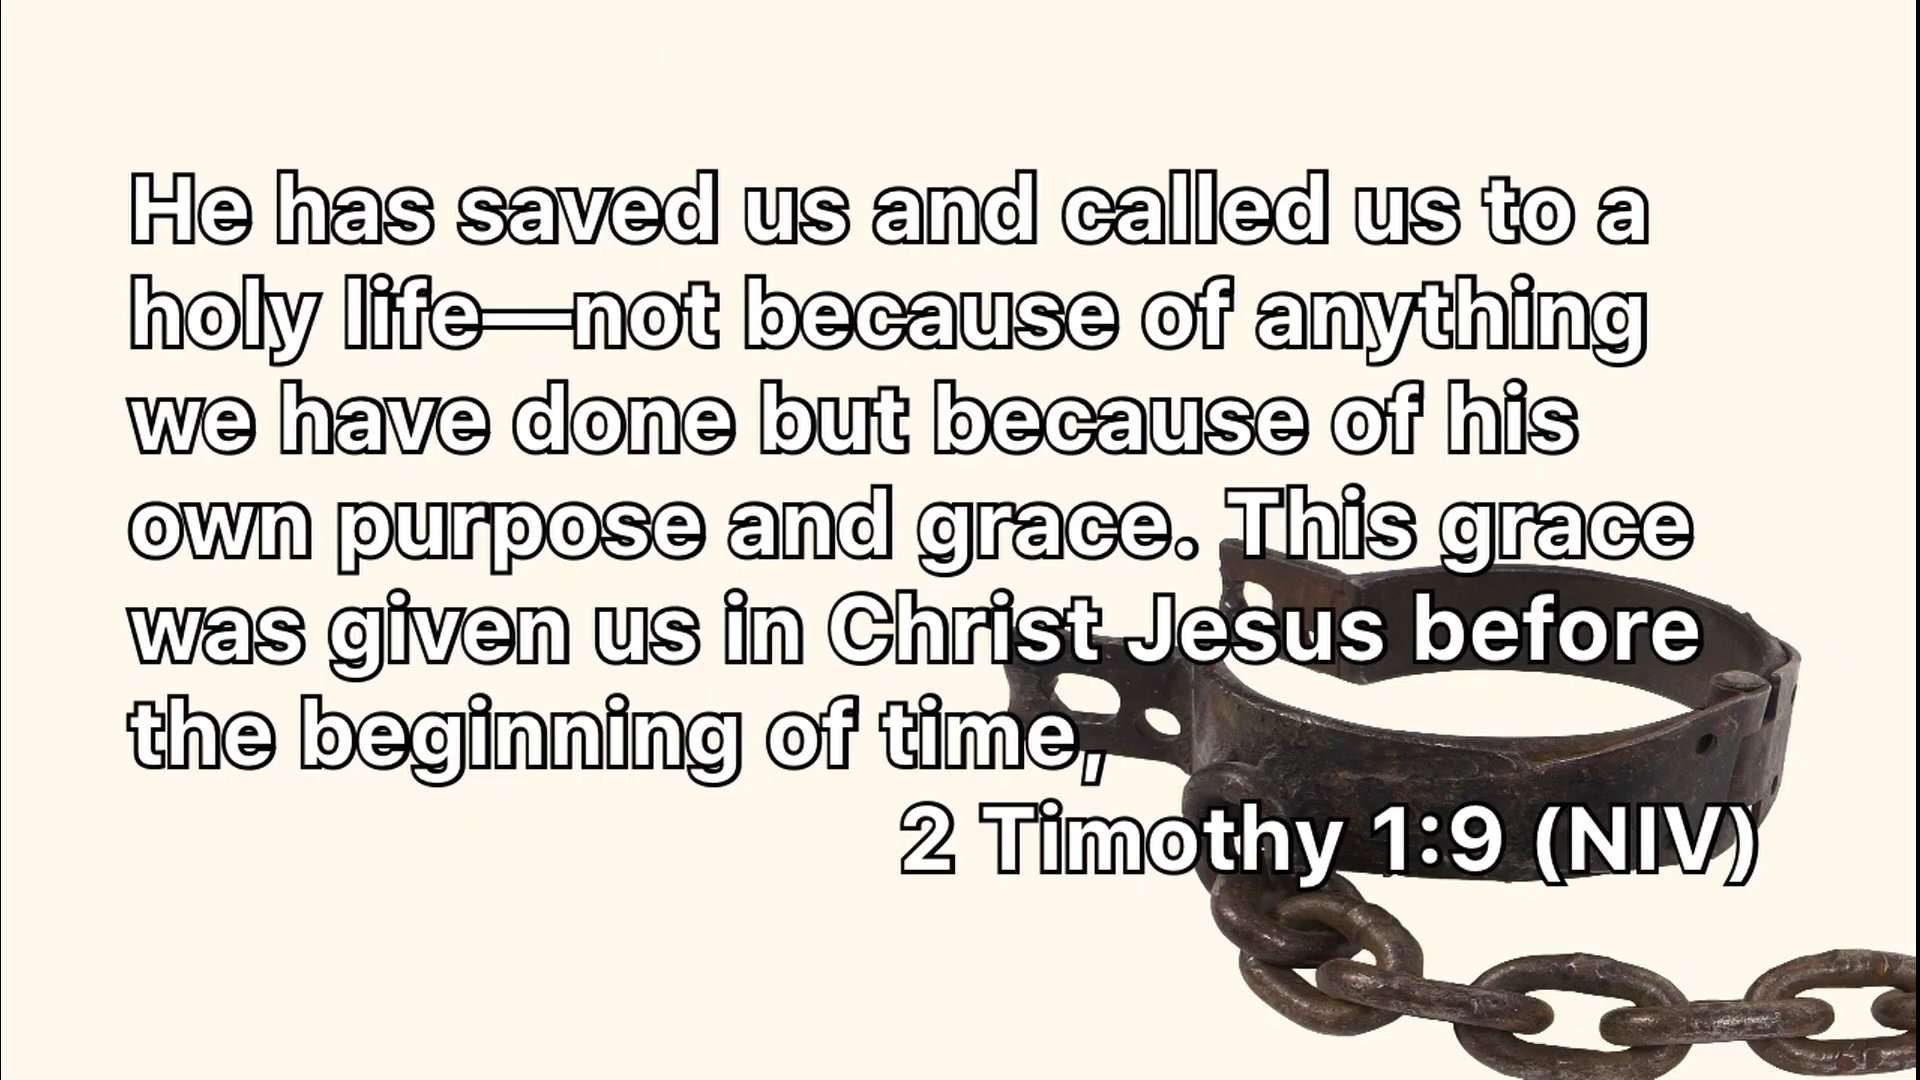 He has saved us and called us to a
holy life—not because of anything
we have done but because of his
own purpose and grace. This grace
was given us in Christ Jesus before
the beginning of time,
2 Timothy 1:9 (NIV)